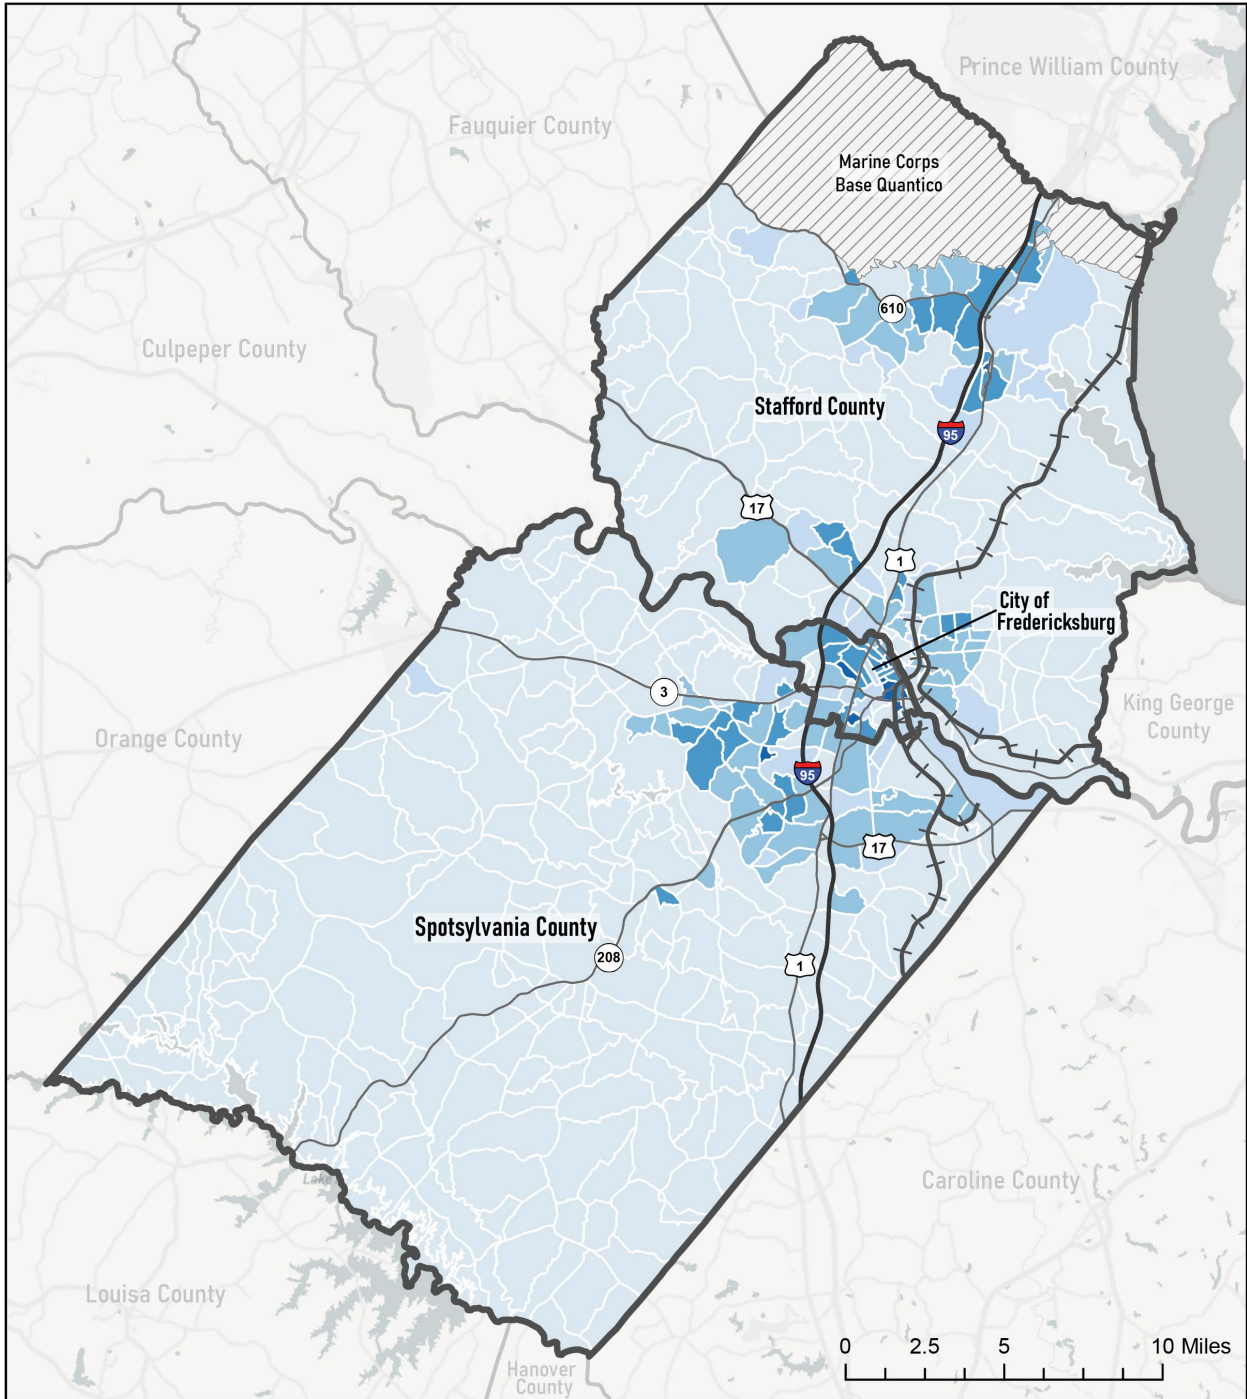 Prince William County
Fauquier County
Marine Corps
Base Quantico
610
Culpeper County
Stafford County
95
17
1
City of
Fredericksburg
3
King George
County
Orange County
95
17
Spotsylvania County
208
1
Caroline County
Lake
Louisa County
0 2.5 5 10 Miles
Hanover
County